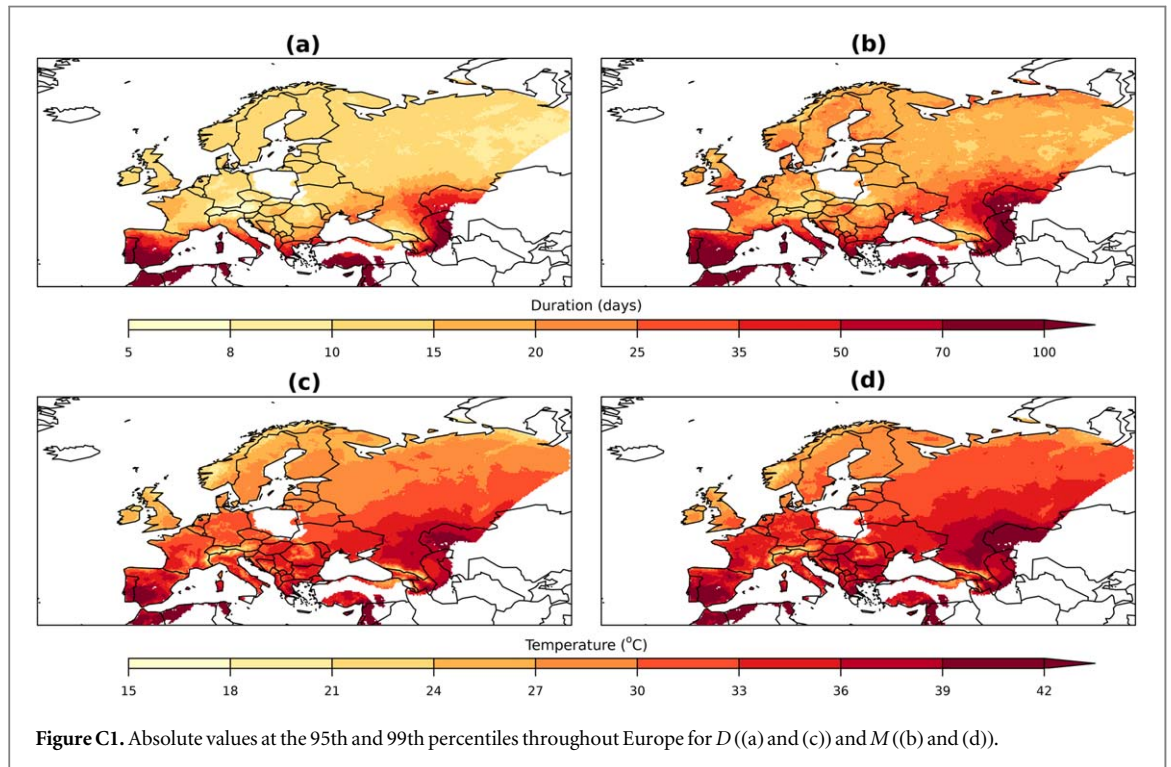 (a)
(b)
Duration (days)
5 8 10 15 20 25 35 50 70 100
(c)
(d)
Temperature (°C)
15 18 21 24 27 30 33 36 39 42
Figure C1. Absolute values at the 95th and 99th percentiles throughout Europe for D ((a) and (c)) and M ((b) and (d)).